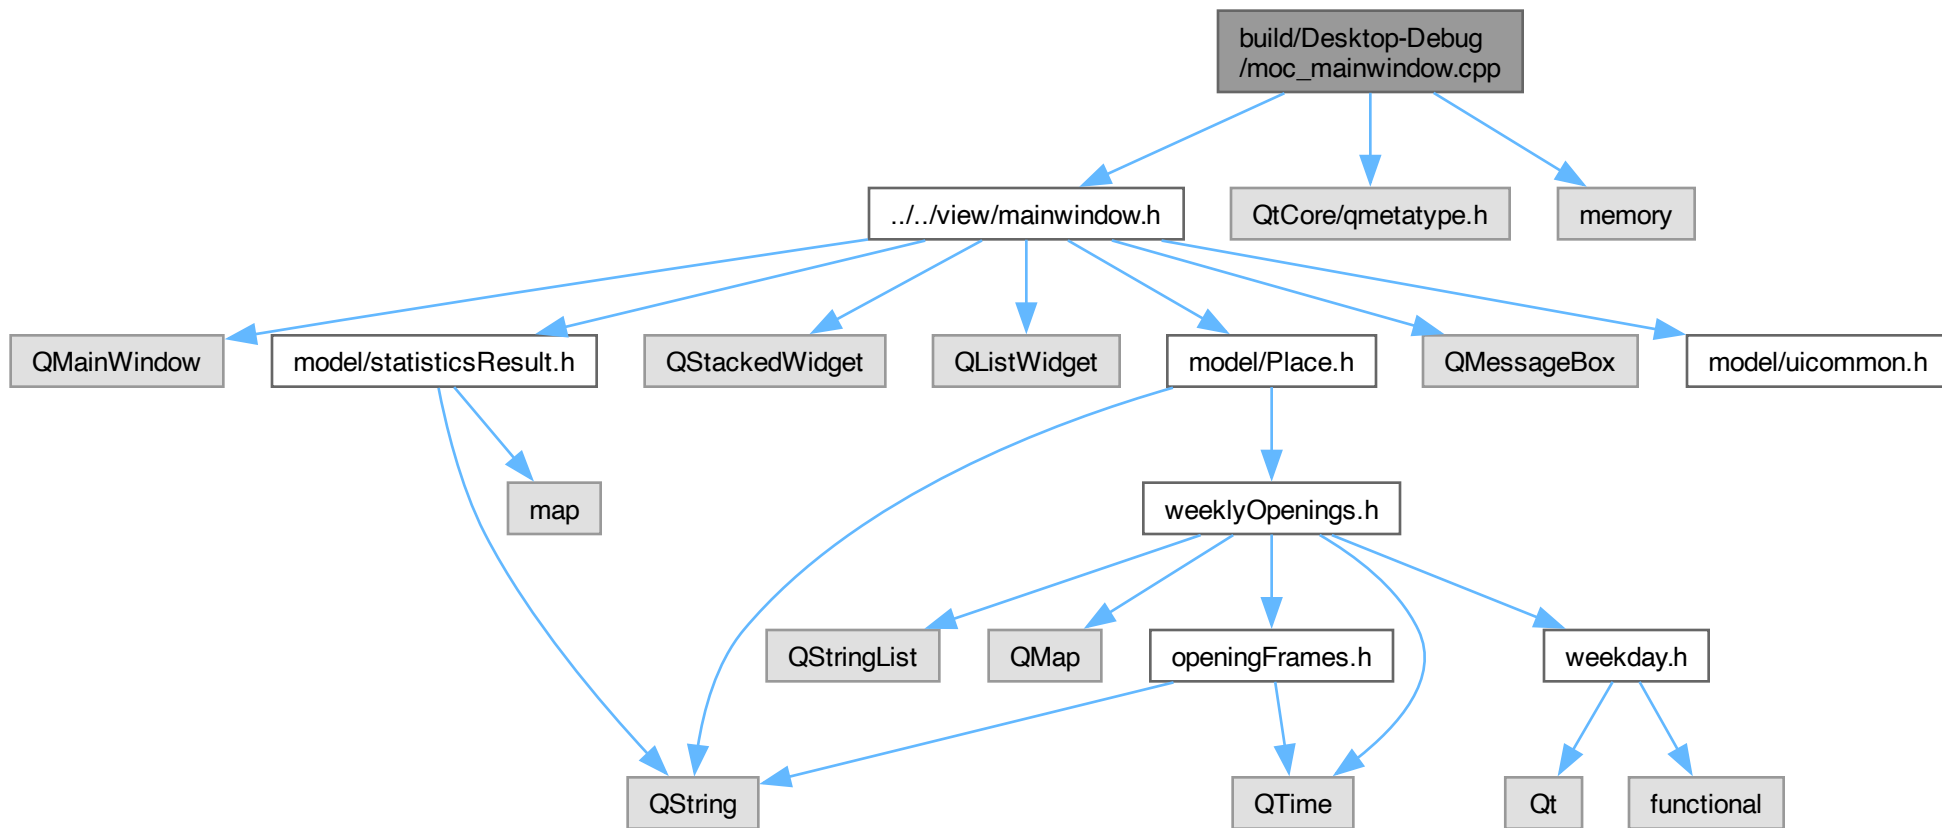 build/Desktop-Debug
/moc_mainwindow.cpp
../../view/mainwindow.h
QtCore/qmetatype.h
memory
QMainWindow
model/statisticsResult.h
QStackedWidget
QListWidget
model/Place.h
QMessageBox
model/uicommon.h
map
weeklyOpenings.h
QStringList
QMap
openingFrames.h
weekday.h
QString
QTime
Qt
functional